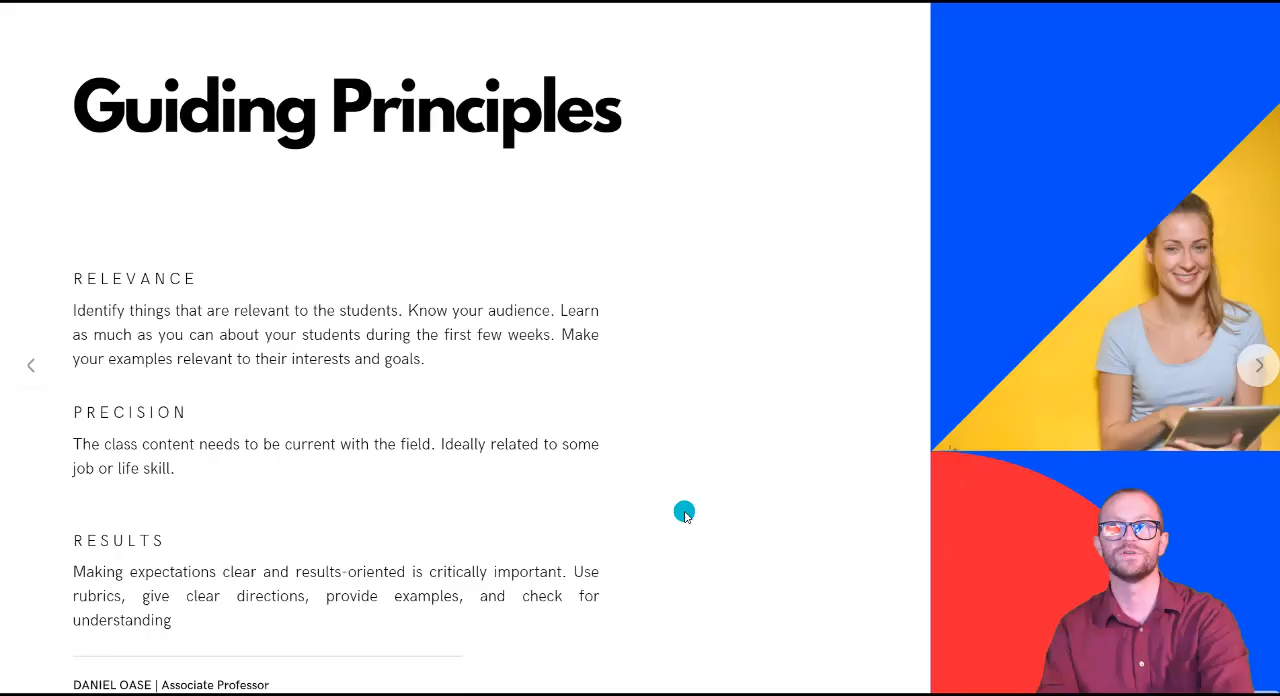 Guiding Principles
RELEVANCE
Identify things that are relevant to the students. Know your audience. Learn
as much as you can about your students during the first few weeks. Make
your examples relevant to their interests and goals.
PRECISION
The class content needs to be current with the field. Ideally related to some
job or life skill.
RESULTS
Making expectations clear and results-oriented is critically important. Use
rubrics, give clear directions, provide examples, and check for
understanding
DANIEL OASE | Associate Professor